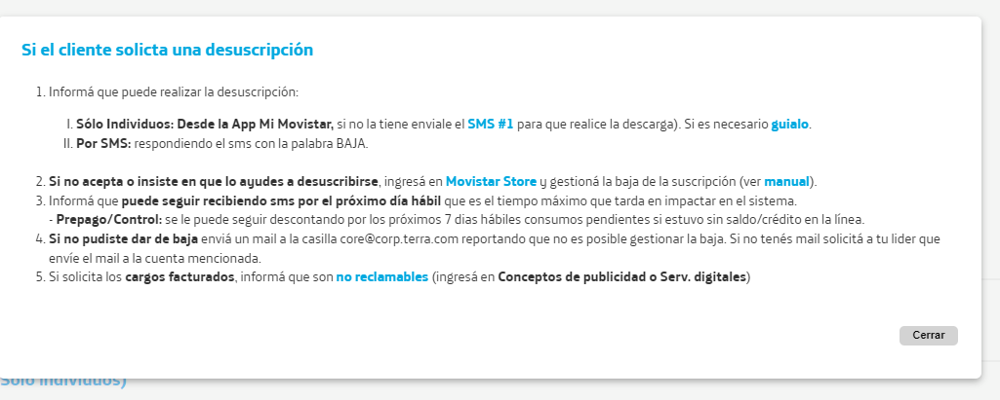 Si el cliente solicta una desuscripción
1. Informá que puede realizar la desuscripción:
I. Sólo Individuos: Desde la App Mi Movistar, si no la tiene enviale el SMS #1 para que realice la descarga). Si es necesario guialo.
II. Por SMS: respondiendo el sms con la palabra BAJA.
2. Si no acepta o insiste en que lo ayudes a desuscribirse, ingresá en Movistar Store y gestioná la baja de la suscripción (ver manual).
3. Informá que puede seguir recibiendo sms por el próximo día hábil que es el tiempo máximo que tarda en impactar en el sistema.
- Prepago/Control: se le puede seguir descontando por los próximos 7 dias hábiles consumos pendientes si estuvo sin saldo/crédito en la línea.
4. Si no pudiste dar de baja enviá un mail a la casilla core@corp.terra.com reportando que no es posible gestionar la baja. Si no tenés mail solicitá a tu lider que
envíe el mail a la cuenta mencionada.
5. Si solicita los cargos facturados, informá que son no reclamables (ingresá en Conceptos de publicidad o Serv. digitales)
Cerrar
Sólo Individuos)